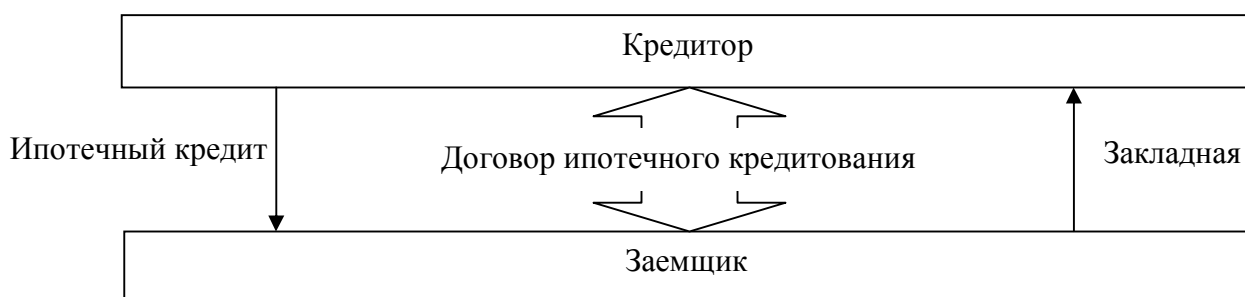 Кредитор
Ипотечный кредит
Договор ипотечного кредитования
Закладная
Заемщик